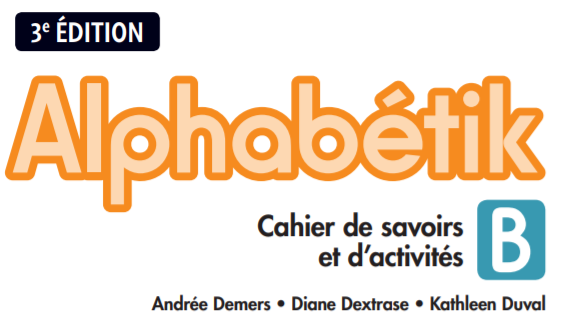 3e ÉDITION
Alphabétik
Cahier de savoirs
et d'activités
B
Andrée Demers • Diane Dextrase • Kathleen Duval